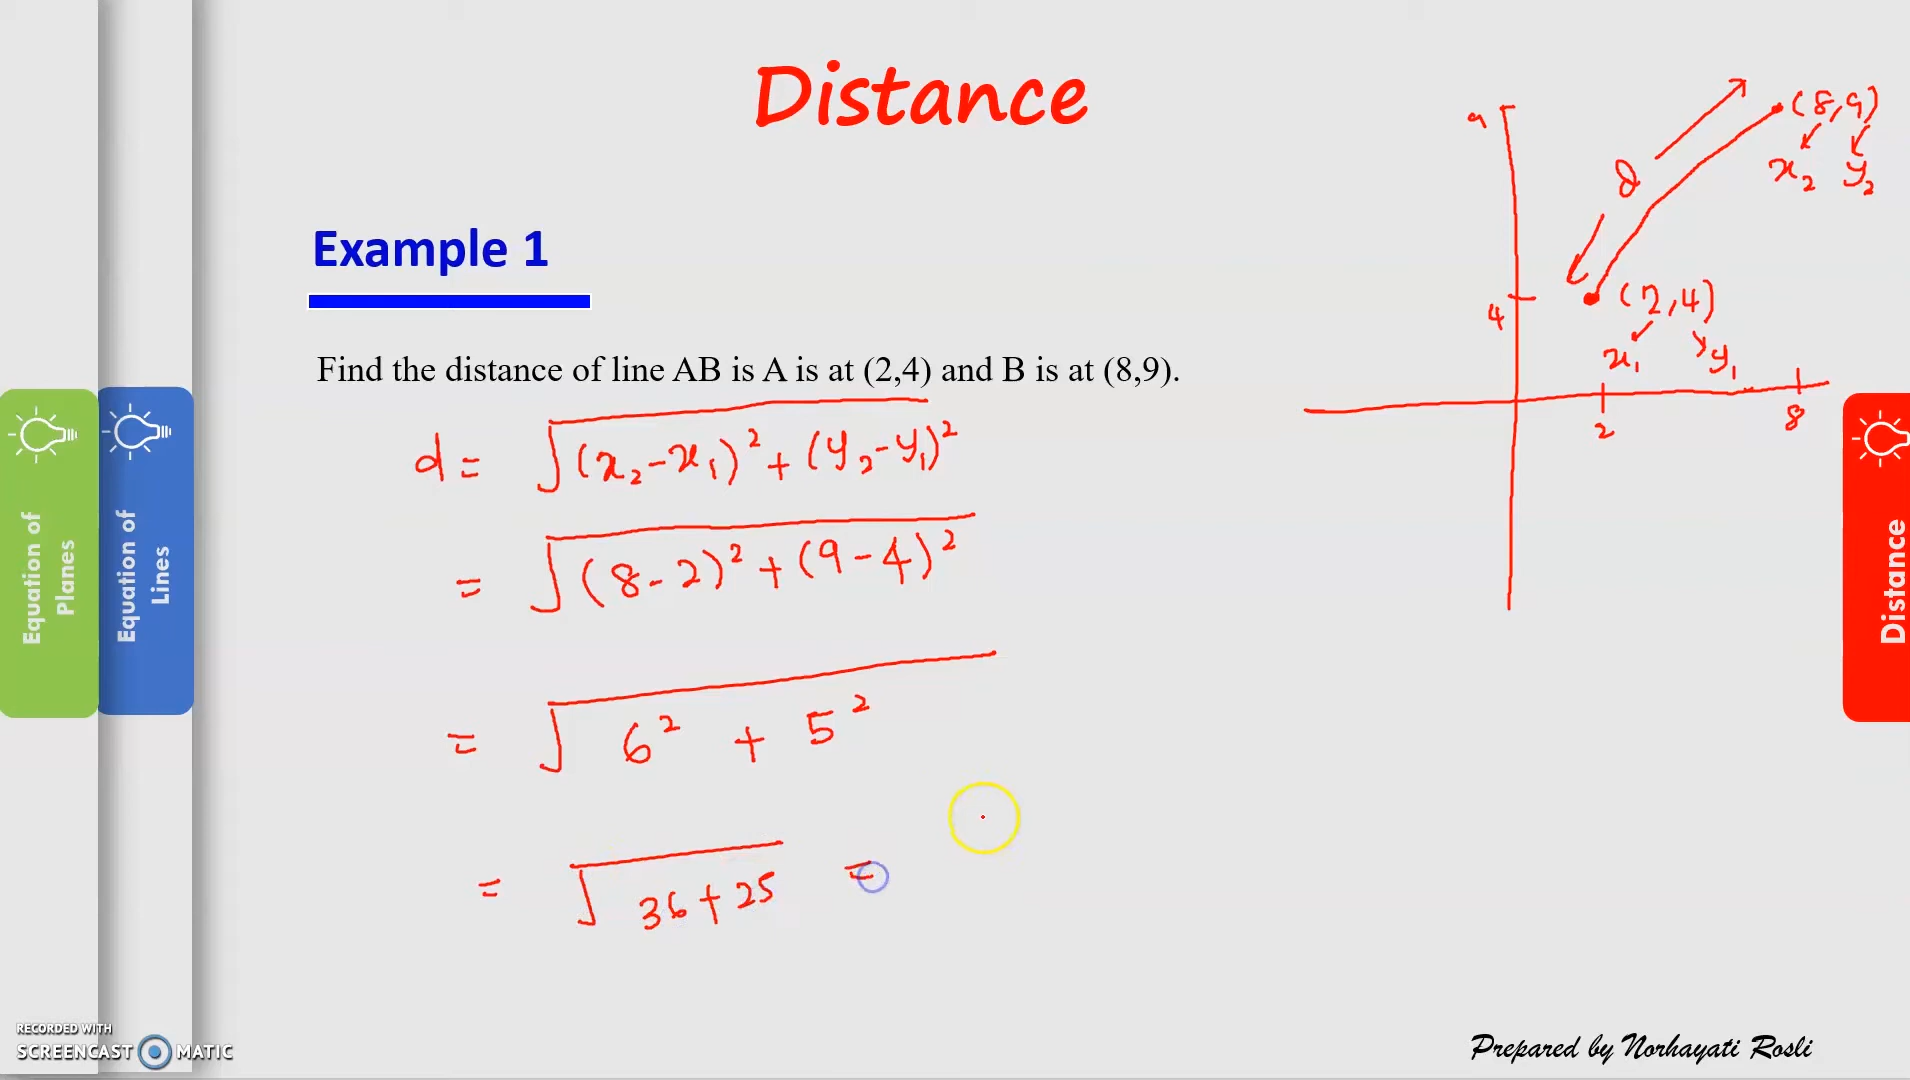 Distance
Example 1
Find the distance of line AB is A is at (2,4) and B is at (8,9).
d = √(x₂-x₁)² + (y₂-y₁)²
= √(8-2)² + (9-4)²
= √6² + 5²
= √36+25 =
9
(8,9)
x₂ y₂
d
4
(2,4)
x₁ y₁
2
8
Equation of
Planes
Equation of
Lines
Distance
RECORDED WITH
SCREENCAST MATIC
Prepared by Norhayati Rosli